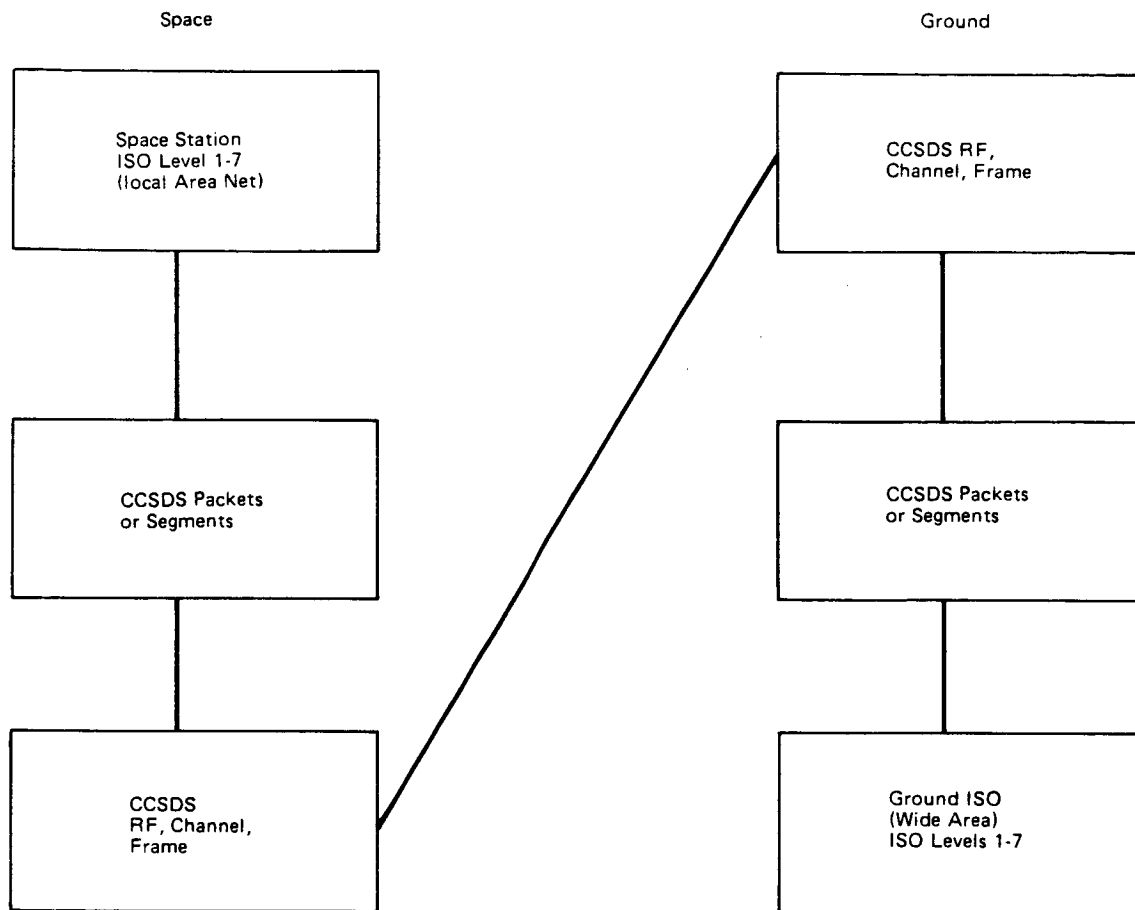 Space
Space Station
ISO Level 1-7
(local Area Net)
CCSDS Packets
or Segments
CCSDS
RF, Channel,
Frame
Ground
CCSDS RF,
Channel, Frame
CCSDS Packets
or Segments
Ground ISO
(Wide Area)
ISO Levels 1-7